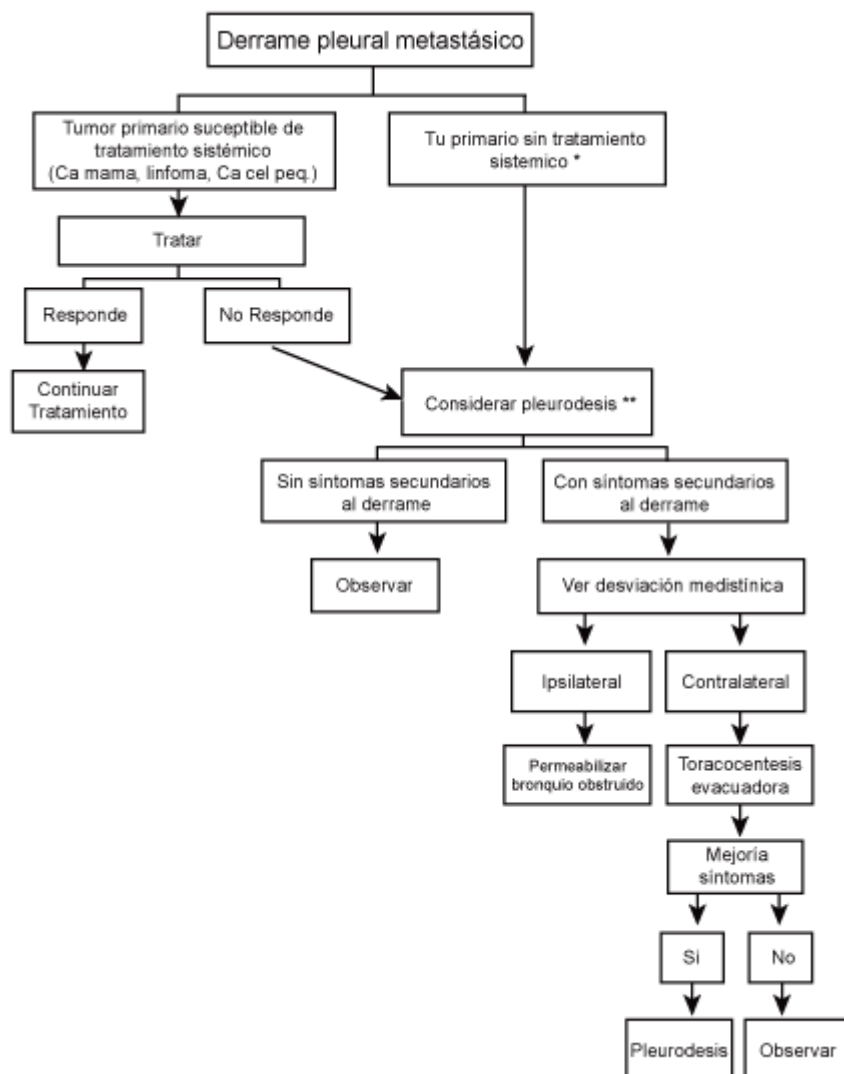 Derrame pleural metastásico
Tumor primario suceptible de
tratamiento sistémico
(Ca mama, linfoma, Ca cel peq.)
Tu primario sin tratamiento
sistemico *
Tratar
Responde
No Responde
Continuar
Tratamiento
Considerar pleurodesis **
Sin síntomas secundarios
al derrame
Con síntomas secundarios
al derrame
Observar
Ver desviación medistínica
Ipsilateral
Contralateral
Permeabilizar
bronquio obstruido
Toracocentesis
evacuadora
Mejoría
síntomas
Si
No
Pleurodesis
Observar